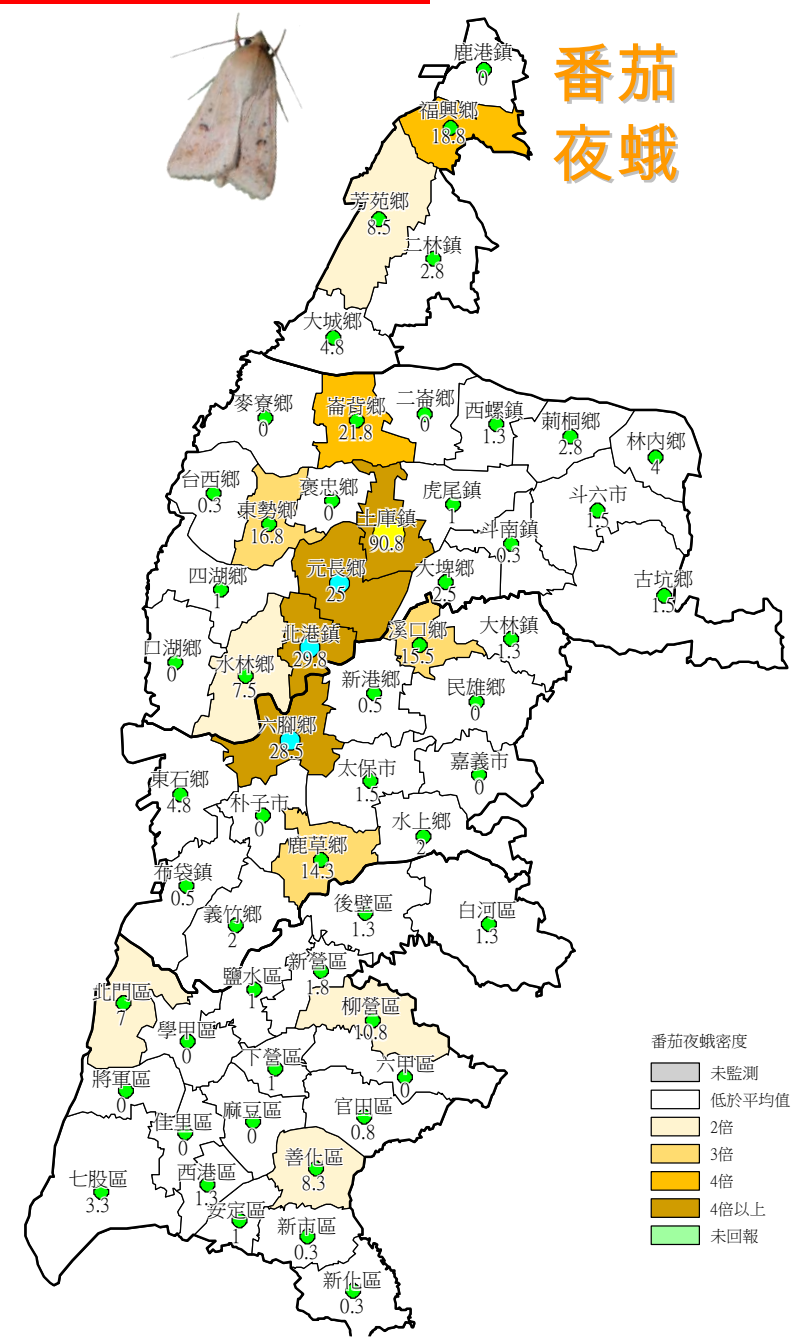 番茄
夜蛾
鹿港鎮
0
福興鄉
18.8
芳苑鄉
8.5
二林鎮
2.8
大城鄉
4.8
麥寮鄉
0
崙背鄉
21.8
二崙鄉
0
西螺鎮
1.3
莿桐鄉
2.8
林內鄉
4
台西鄉
0.3
東勢鄉
16.8
褒忠鄉
0
土庫鎮
90.8
虎尾鎮
1
斗南鎮
0.3
斗六市
1.5
四湖鄉
1
元長鄉
25
大埤鄉
2.5
古坑鄉
1.5
口湖鄉
0
水林鄉
7.5
北港鎮
29.8
溪口鄉
15.5
大林鎮
1.3
新港鄉
0.5
民雄鄉
0
六腳鄉
28.5
東石鄉
4.8
朴子市
0
太保市
1.5
嘉義市
0
水上鄉
2
鹿草鄉
14.3
布袋鎮
0.5
義竹鄉
2
後壁區
1.3
白河區
1.3
北門區
7
鹽水區
1
新營區
1.8
柳營區
10.8
學甲區
0
下營區
1
六甲區
0
將軍區
0
麻豆區
0
官田區
0.8
佳里區
0
七股區
3.3
西港區
1.3
善化區
8.3
安定區
1
新市區
0.3
新化區
0.3
番茄夜蛾密度
未監測
低於平均值
2倍
3倍
4倍
4倍以上
未回報